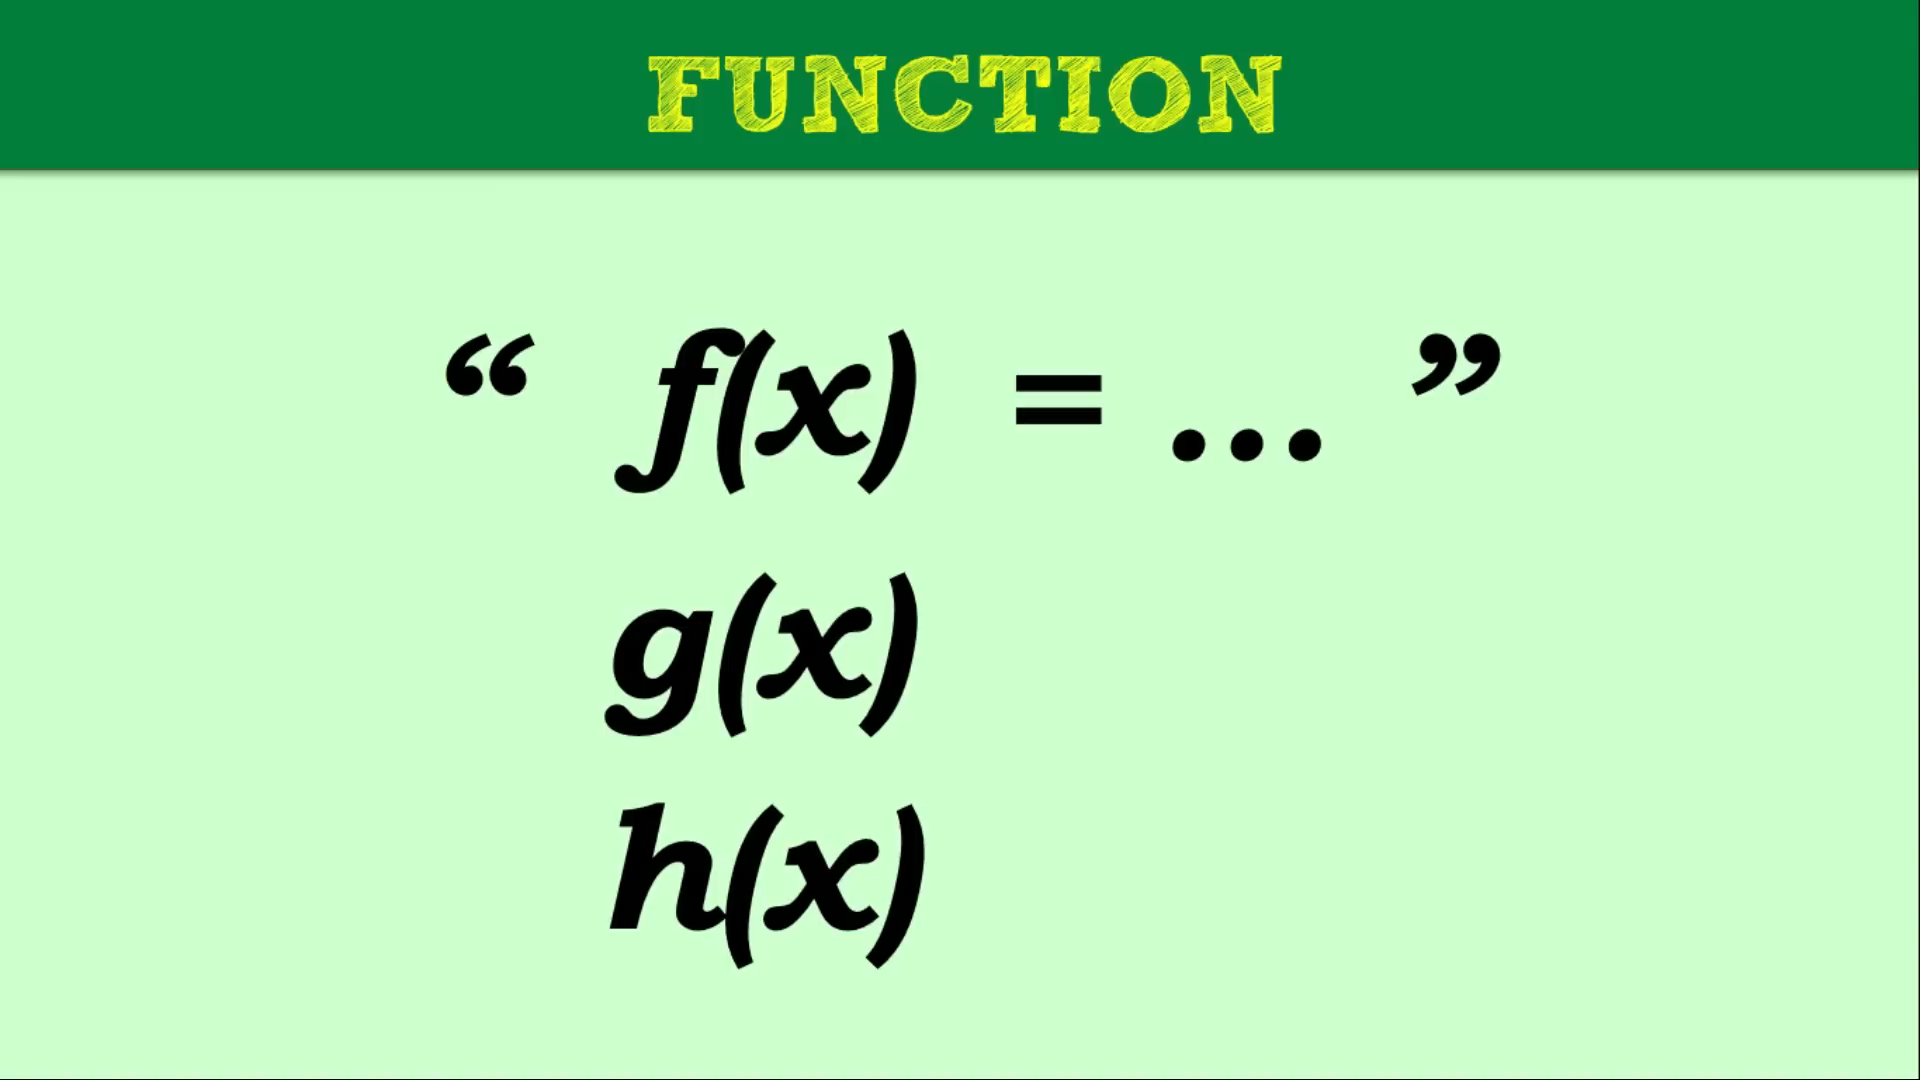 FUNCTION
“ f(x) = ... ”
g(x)
h(x)